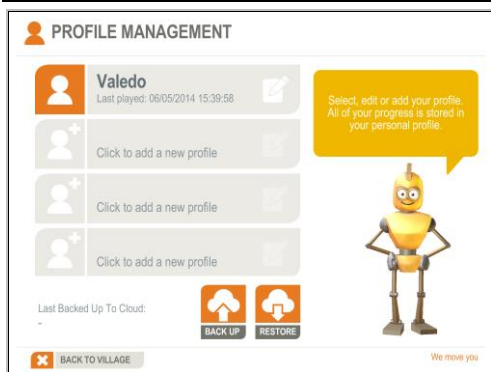 PROFILE MANAGEMENT
Valedo
Last played: 06/05/2014 15:39:58
Click to add a new profile
Click to add a new profile
Click to add a new profile
Select, edit or add your profile.
All of your progress is stored in
your personal profile.
Last Backed Up To Cloud:
-
BACK UP
RESTORE
BACK TO VILLAGE
We move you